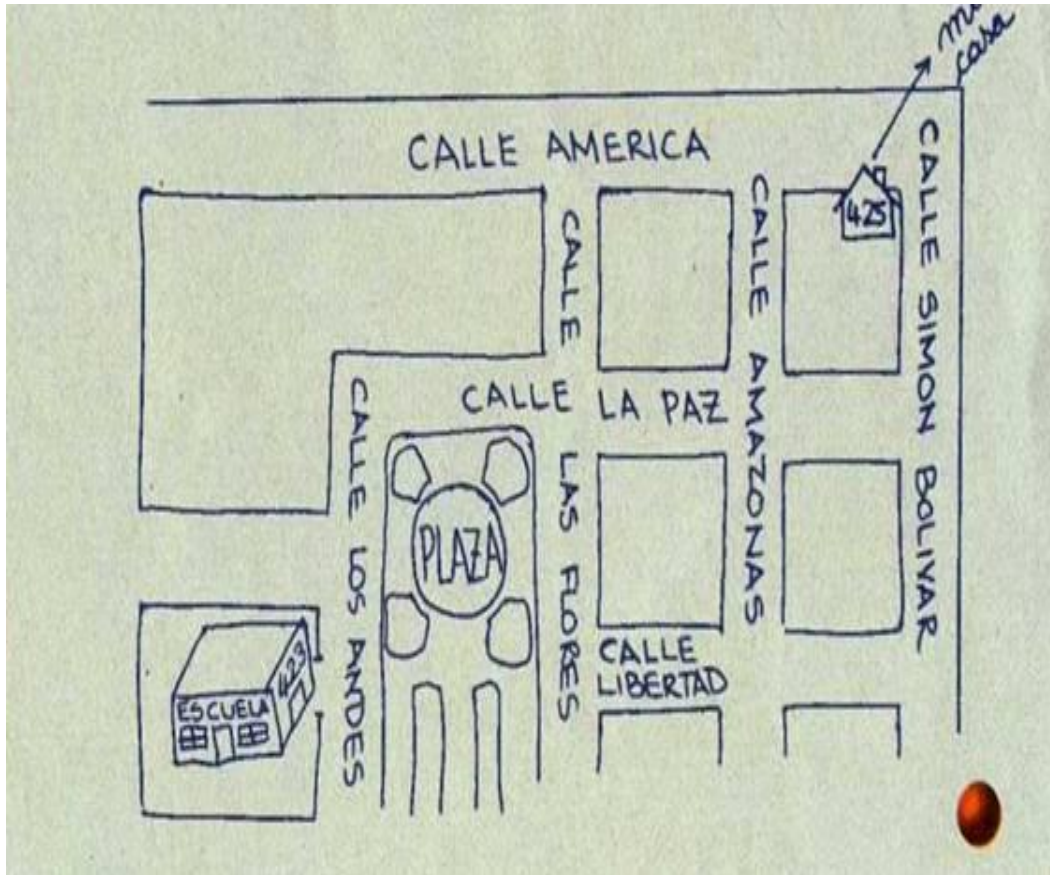 mi
casa
CALLE AMERICA
425
CALLE SIMON BOLIVAR
CALLE AMAZONAS
CALLE LAS FLORES
CALLE LA PAZ
CALLE LOS ANDES
PLAZA
CALLE
LIBERTAD
423
ESCUELA